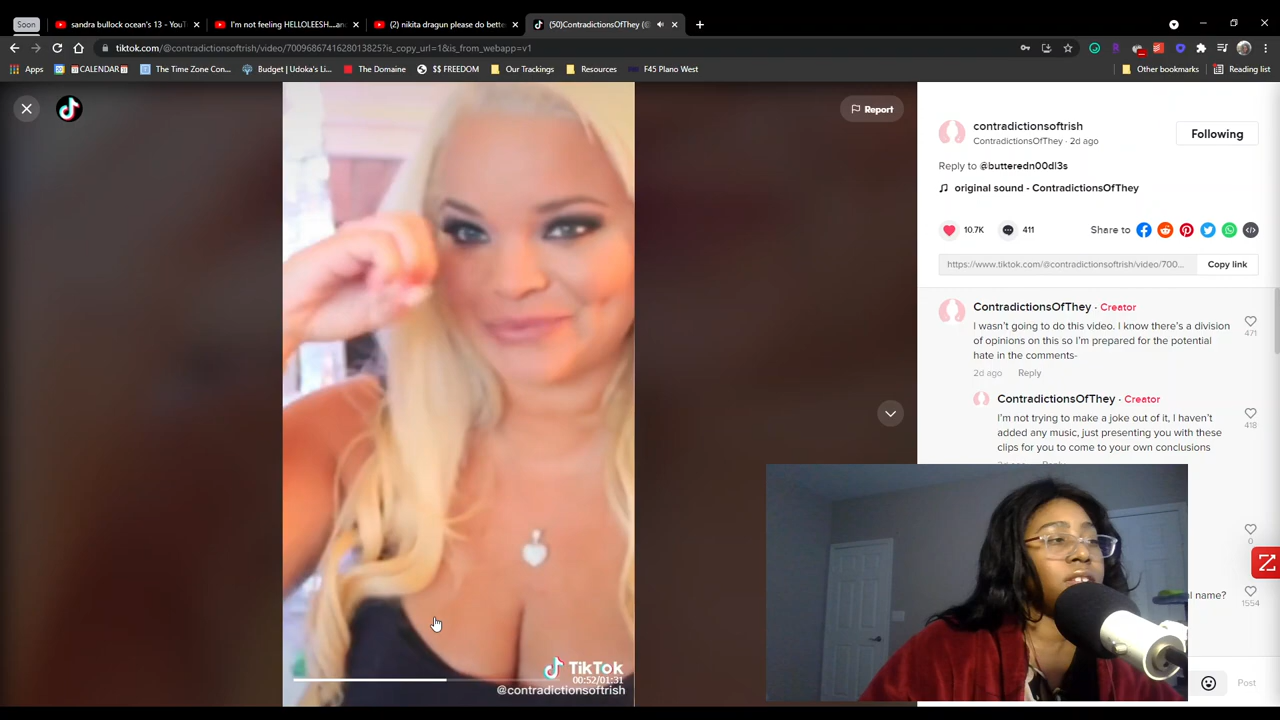 Soon
sandra bullock ocean's 13 - YouT
I'm not feeling HELLOLEESH....an
(2) nikita dragun please do bette
(50)ContradictionsOfThey (@
tiktok.com/@contradictionsoftrish/video/7009686741628013825?is_copy_url=1&is_from_webapp=v1
Apps
CALENDAR
The Time Zone Con...
Budget | Udoka's Li...
The Domaine
$$ FREEDOM
Our Trackings
Resources
F45 Plano West
Other bookmarks
Reading list
Report
contradictionsoftrish
ContradictionsOfThey · 2d ago
Following
Reply to @butteredn00dl3s
original sound - ContradictionsOfThey
10.7K
411
Share to
https://www.tiktok.com/@contradictionsoftrish/video/700...
Copy link
ContradictionsOfThey · Creator
I wasn't going to do this video. I know there's a division
of opinions on this so I'm prepared for the potential
hate in the comments-
471
2d ago Reply
ContradictionsOfThey · Creator
I'm not trying to make a joke out of it, I haven't
added any music, just presenting you with these
clips for you to come to your own conclusions
418
0
al name?
1554
Post
TikTok
00:52/01:31
@contradictionsoftrish